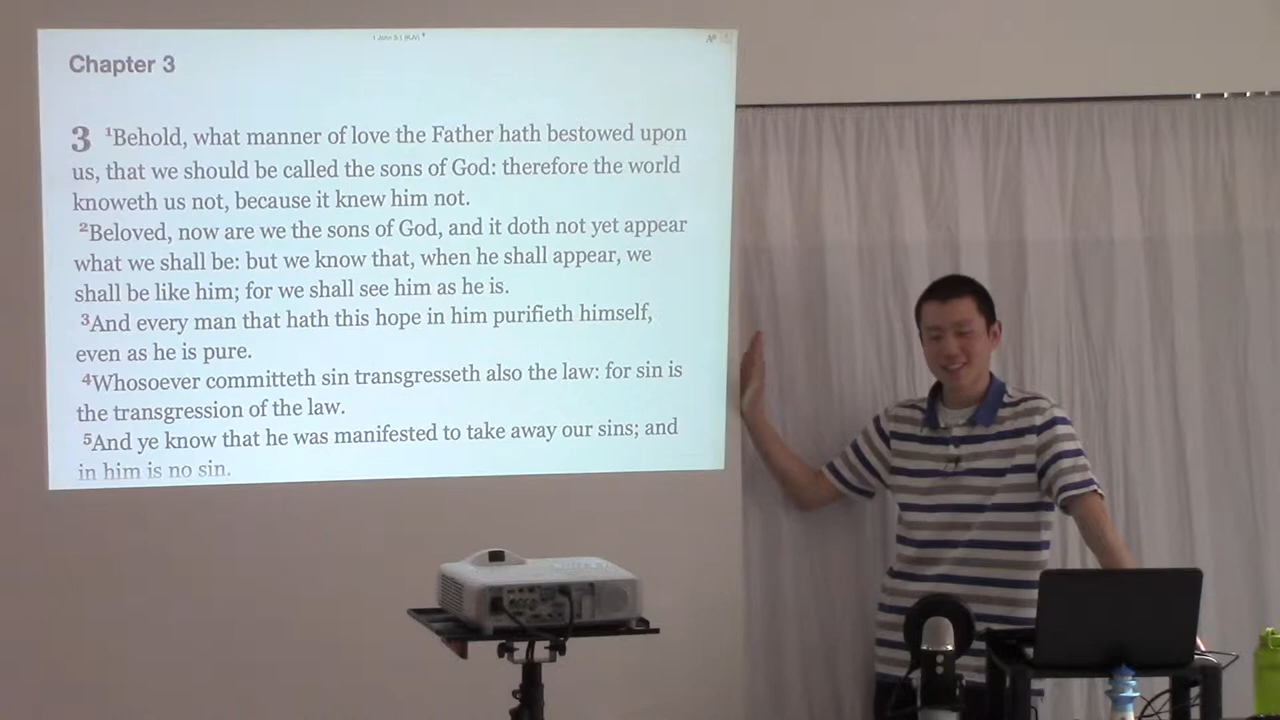 1 John 3:1 (KJV)
Chapter 3
3 1Behold, what manner of love the Father hath bestowed upon
us, that we should be called the sons of God: therefore the world
knoweth us not, because it knew him not.
2Beloved, now are we the sons of God, and it doth not yet appear
what we shall be: but we know that, when he shall appear, we
shall be like him; for we shall see him as he is.
3And every man that hath this hope in him purifieth himself,
even as he is pure.
4Whosoever committeth sin transgresseth also the law: for sin is
the transgression of the law.
5And ye know that he was manifested to take away our sins; and
in him is no sin.